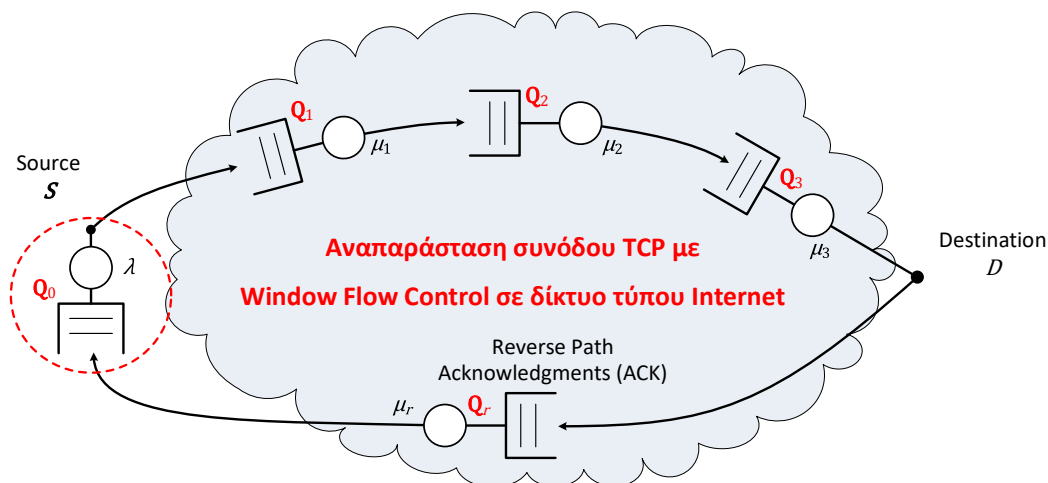 Q₁
μ₁
Q₂
μ₂
Q₃
μ₃
Source
S
Q₀
λ
Αναπαράσταση συνόδου TCP με
Window Flow Control σε δίκτυο τύπου Internet
Destination
D
Reverse Path
Acknowledgments (ACK)
μᵣ
Qᵣ